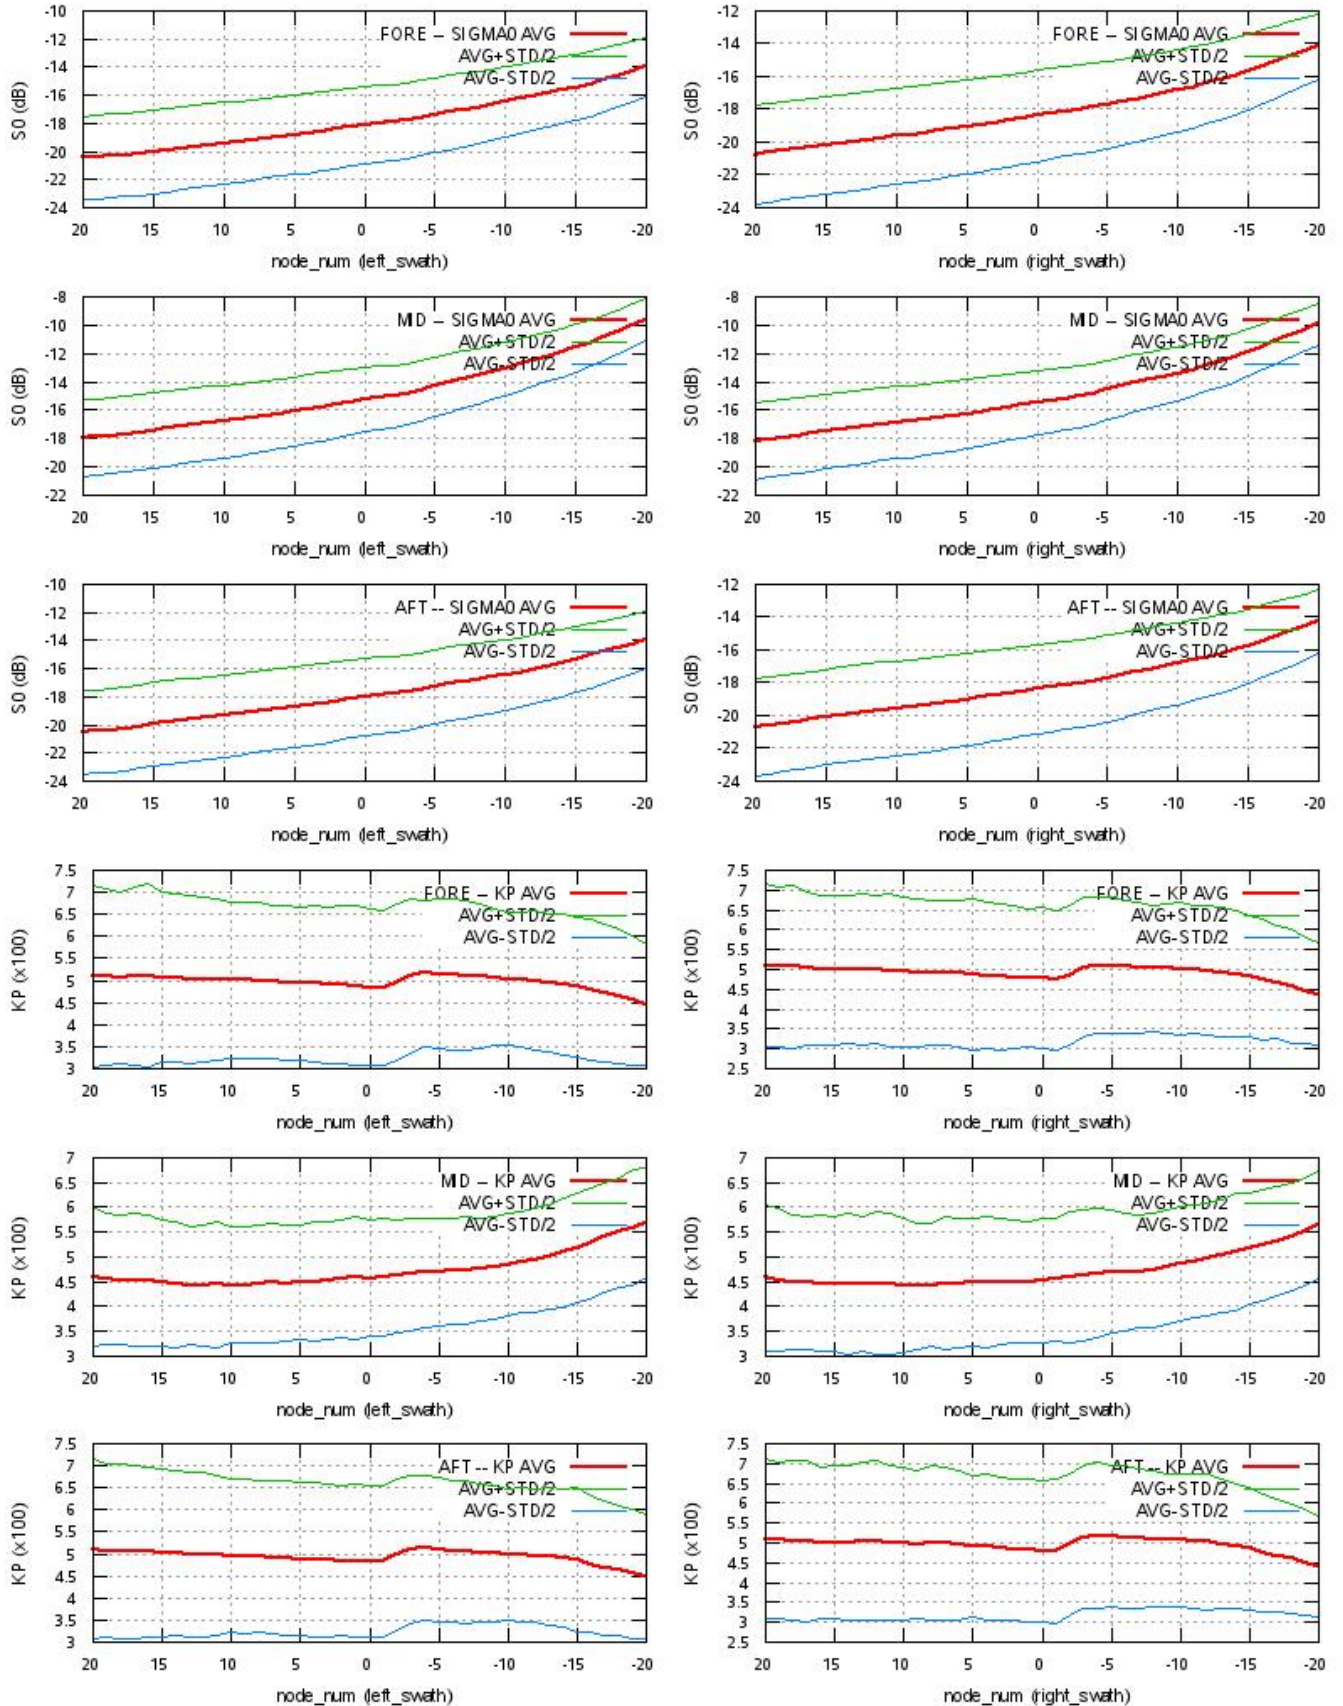 -10
-12
-14
-16
-18
-20
-22
-24
S0 (dB)
FORE -- SIGMA0 AVG
AVG+STD/2
AVG-STD/2
20 15 10 5 0 -5 -10 -15 -20
node_num (left_swath)
-12
-14
-16
-18
-20
-22
-24
S0 (dB)
FORE -- SIGMA0 AVG
AVG+STD/2
AVG-STD/2
20 15 10 5 0 -5 -10 -15 -20
node_num (right_swath)
-8
-10
-12
-14
-16
-18
-20
-22
S0 (dB)
MID -- SIGMA0 AVG
AVG+STD/2
AVG-STD/2
20 15 10 5 0 -5 -10 -15 -20
node_num (left_swath)
-8
-10
-12
-14
-16
-18
-20
-22
S0 (dB)
MID -- SIGMA0 AVG
AVG+STD/2
AVG-STD/2
20 15 10 5 0 -5 -10 -15 -20
node_num (right_swath)
-10
-12
-14
-16
-18
-20
-22
-24
S0 (dB)
AFT -- SIGMA0 AVG
AVG+STD/2
AVG-STD/2
20 15 10 5 0 -5 -10 -15 -20
node_num (left_swath)
-12
-14
-16
-18
-20
-22
-24
S0 (dB)
AFT -- SIGMA0 AVG
AVG+STD/2
AVG-STD/2
20 15 10 5 0 -5 -10 -15 -20
node_num (right_swath)
7.5
7
6.5
6
5.5
5
4.5
4
3.5
3
KP (x100)
FORE -- KP AVG
AVG+STD/2
AVG-STD/2
20 15 10 5 0 -5 -10 -15 -20
node_num (left_swath)
7.5
7
6.5
6
5.5
5
4.5
4
3.5
3
2.5
KP (x100)
FORE -- KP AVG
AVG+STD/2
AVG-STD/2
20 15 10 5 0 -5 -10 -15 -20
node_num (right_swath)
7
6.5
6
5.5
5
4.5
4
3.5
3
KP (x100)
MID -- KP AVG
AVG+STD/2
AVG-STD/2
20 15 10 5 0 -5 -10 -15 -20
node_num (left_swath)
7
6.5
6
5.5
5
4.5
4
3.5
3
KP (x100)
MID -- KP AVG
AVG+STD/2
AVG-STD/2
20 15 10 5 0 -5 -10 -15 -20
node_num (right_swath)
7.5
7
6.5
6
5.5
5
4.5
4
3.5
3
KP (x100)
AFT -- KP AVG
AVG+STD/2
AVG-STD/2
20 15 10 5 0 -5 -10 -15 -20
node_num (left_swath)
7.5
7
6.5
6
5.5
5
4.5
4
3.5
3
2.5
KP (x100)
AFT -- KP AVG
AVG+STD/2
AVG-STD/2
20 15 10 5 0 -5 -10 -15 -20
node_num (right_swath)